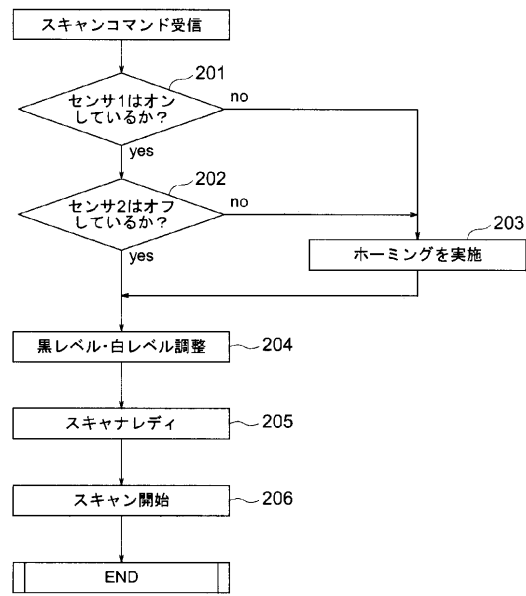 スキャンコマンド受信
201
センサ1はオン
しているか？
no
yes
202
センサ2はオフ
しているか？
no
yes
203
ホーミングを実施
黒レベル・白レベル調整
204
スキャナレディ
205
スキャン開始
206
END